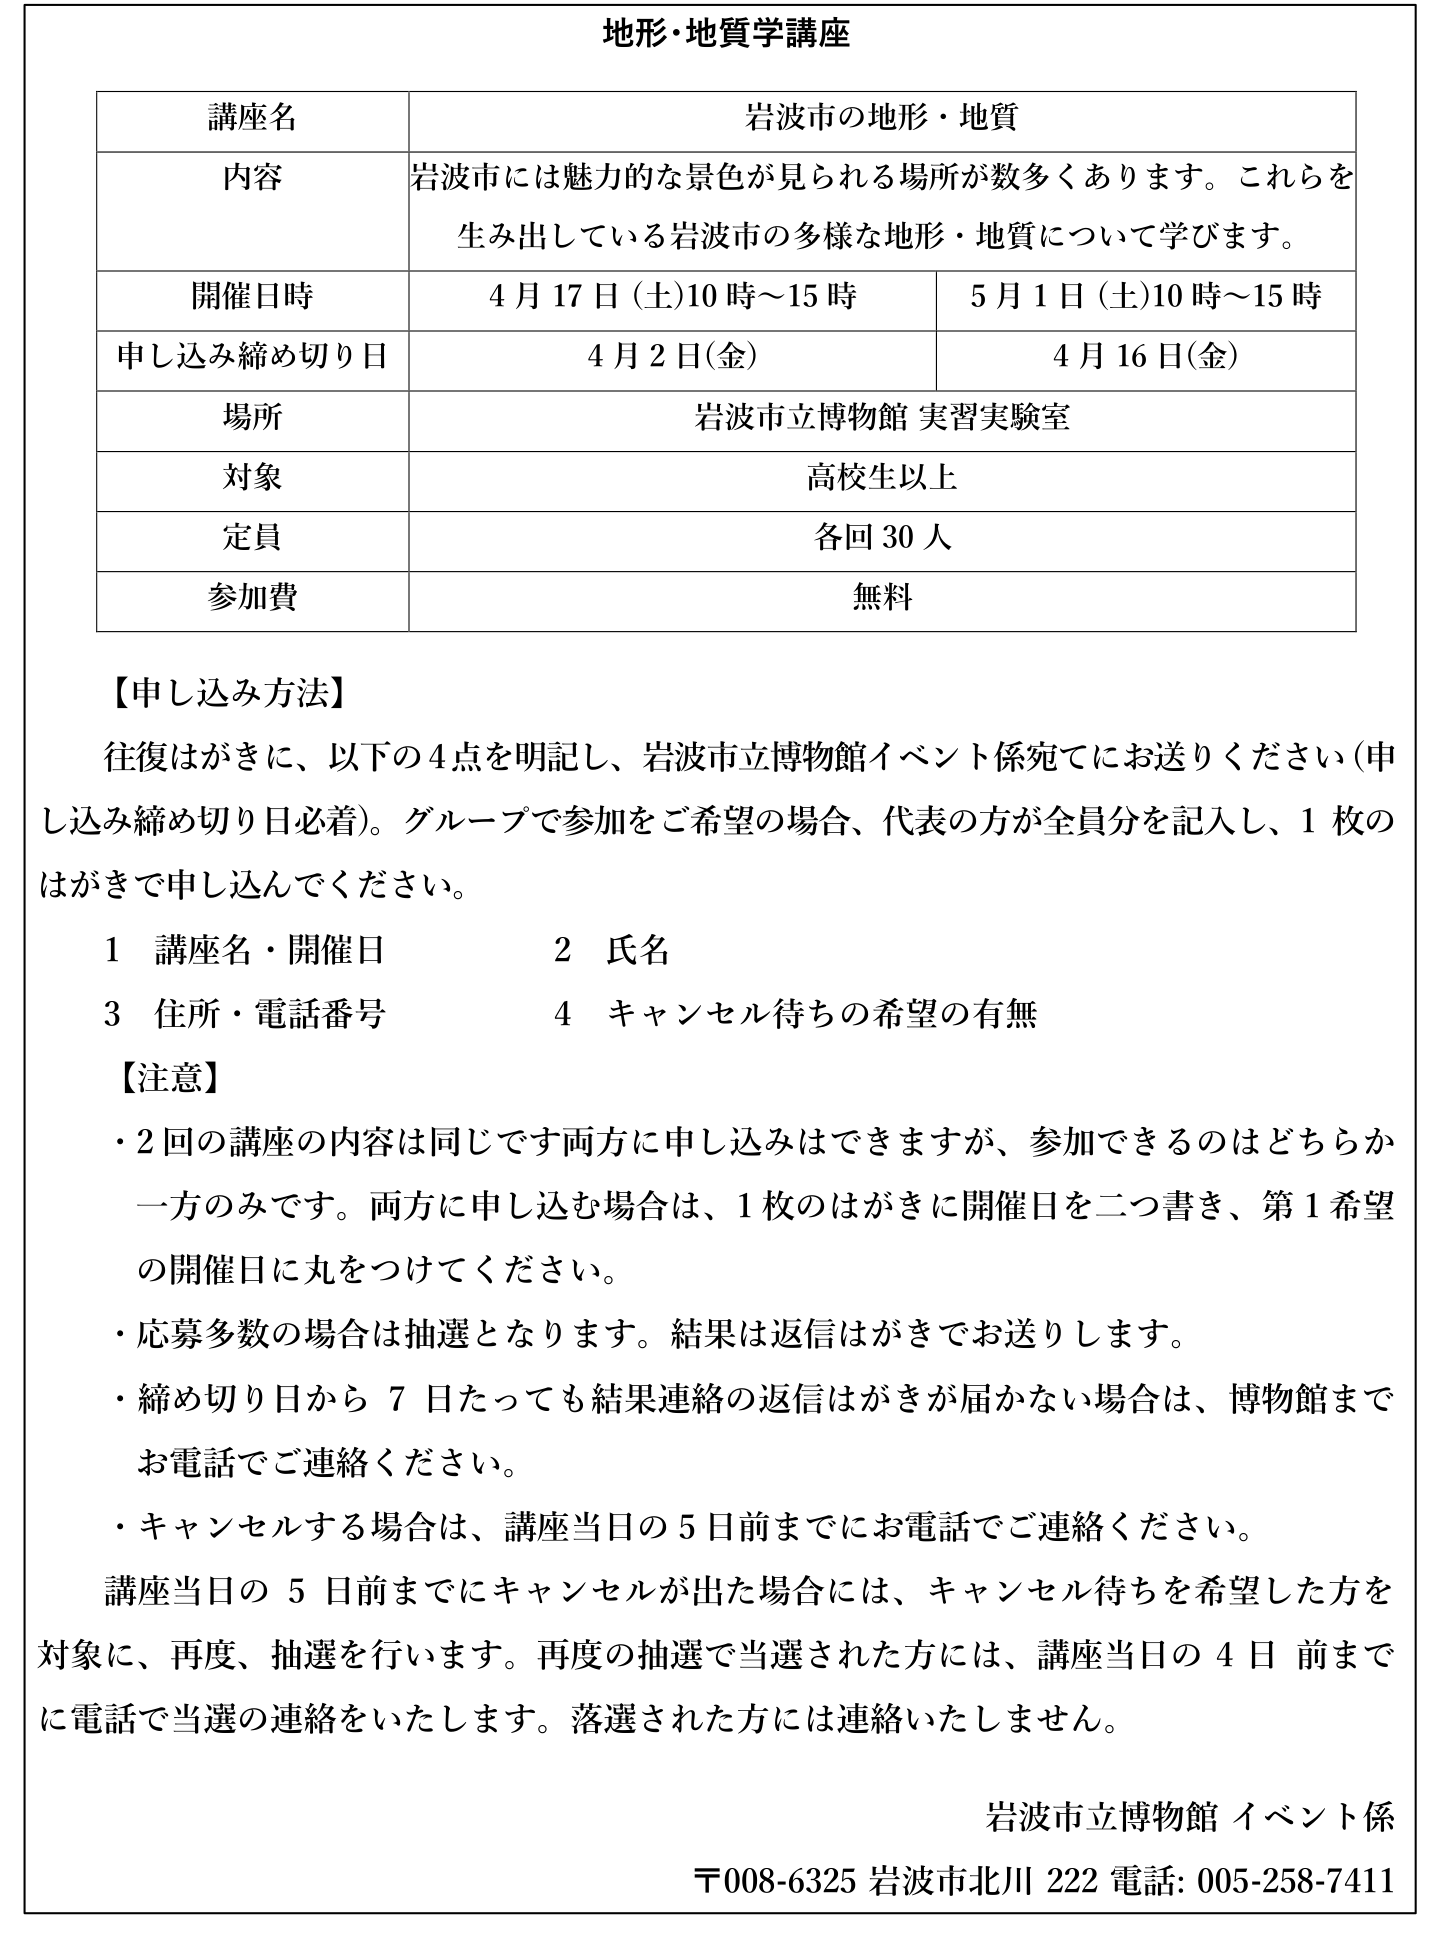 地形・地質学講座
講座名 岩波市の地形・地質
内容 岩波市には魅力的な景色が見られる場所が数多くあります。これらを
生み出している岩波市の多様な地形・地質について学びます。
開催日時 4 月 17 日 (土)10 時～15 時 5 月 1 日 (土)10 時～15 時
申し込み締め切り日 4 月 2 日(金) 4 月 16 日(金)
場所 岩波市立博物館 実習実験室
対象 高校生以上
定員 各回 30 人
参加費 無料
【申し込み方法】
往復はがきに、以下の4点を明記し、岩波市立博物館イベント係宛てにお送りください(申
し込み締め切り日必着)。グループで参加をご希望の場合、代表の方が全員分を記入し、1 枚の
はがきで申し込んでください。
1 講座名・開催日 2 氏名
3 住所・電話番号 4 キャンセル待ちの希望の有無
【注意】
・2回の講座の内容は同じです両方に申し込みはできますが、参加できるのはどちらか
一方のみです。両方に申し込む場合は、1枚のはがきに開催日を二つ書き、第1希望
の開催日に丸をつけてください。
・応募多数の場合は抽選となります。結果は返信はがきでお送りします。
・締め切り日から 7 日たっても結果連絡の返信はがきが届かない場合は、博物館まで
お電話でご連絡ください。
・キャンセルする場合は、講座当日の5日前までにお電話でご連絡ください。
講座当日の 5 日前までにキャンセルが出た場合には、キャンセル待ちを希望した方を
対象に、再度、抽選を行います。再度の抽選で当選された方には、講座当日の 4 日 前まで
に電話で当選の連絡をいたします。落選された方には連絡いたしません。
岩波市立博物館 イベント係
〒008-6325 岩波市北川 222 電話: 005-258-7411